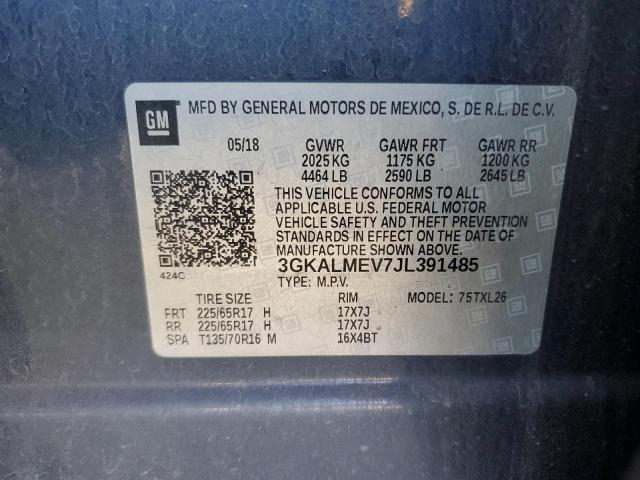 GM MFD BY GENERAL MOTORS DE MEXICO, S. DE R.L. DE C.V.
05/18 GVWR GAWR FRT GAWR RR
2025 KG 1175 KG 1200 KG
4464 LB 2590 LB 2645 LB
THIS VEHICLE CONFORMS TO ALL
APPLICABLE U.S. FEDERAL MOTOR
VEHICLE SAFETY AND THEFT PREVENTION
STANDARDS IN EFFECT ON THE DATE OF
MANUFACTURE SHOWN ABOVE.
424C 3GKALMEV7JL391485
TYPE: M.P.V.
TIRE SIZE RIM MODEL: 75TXL26
FRT 225/65R17 H 17X7J
RR 225/65R17 H 17X7J
SPA T135/70R16 M 16X4BT